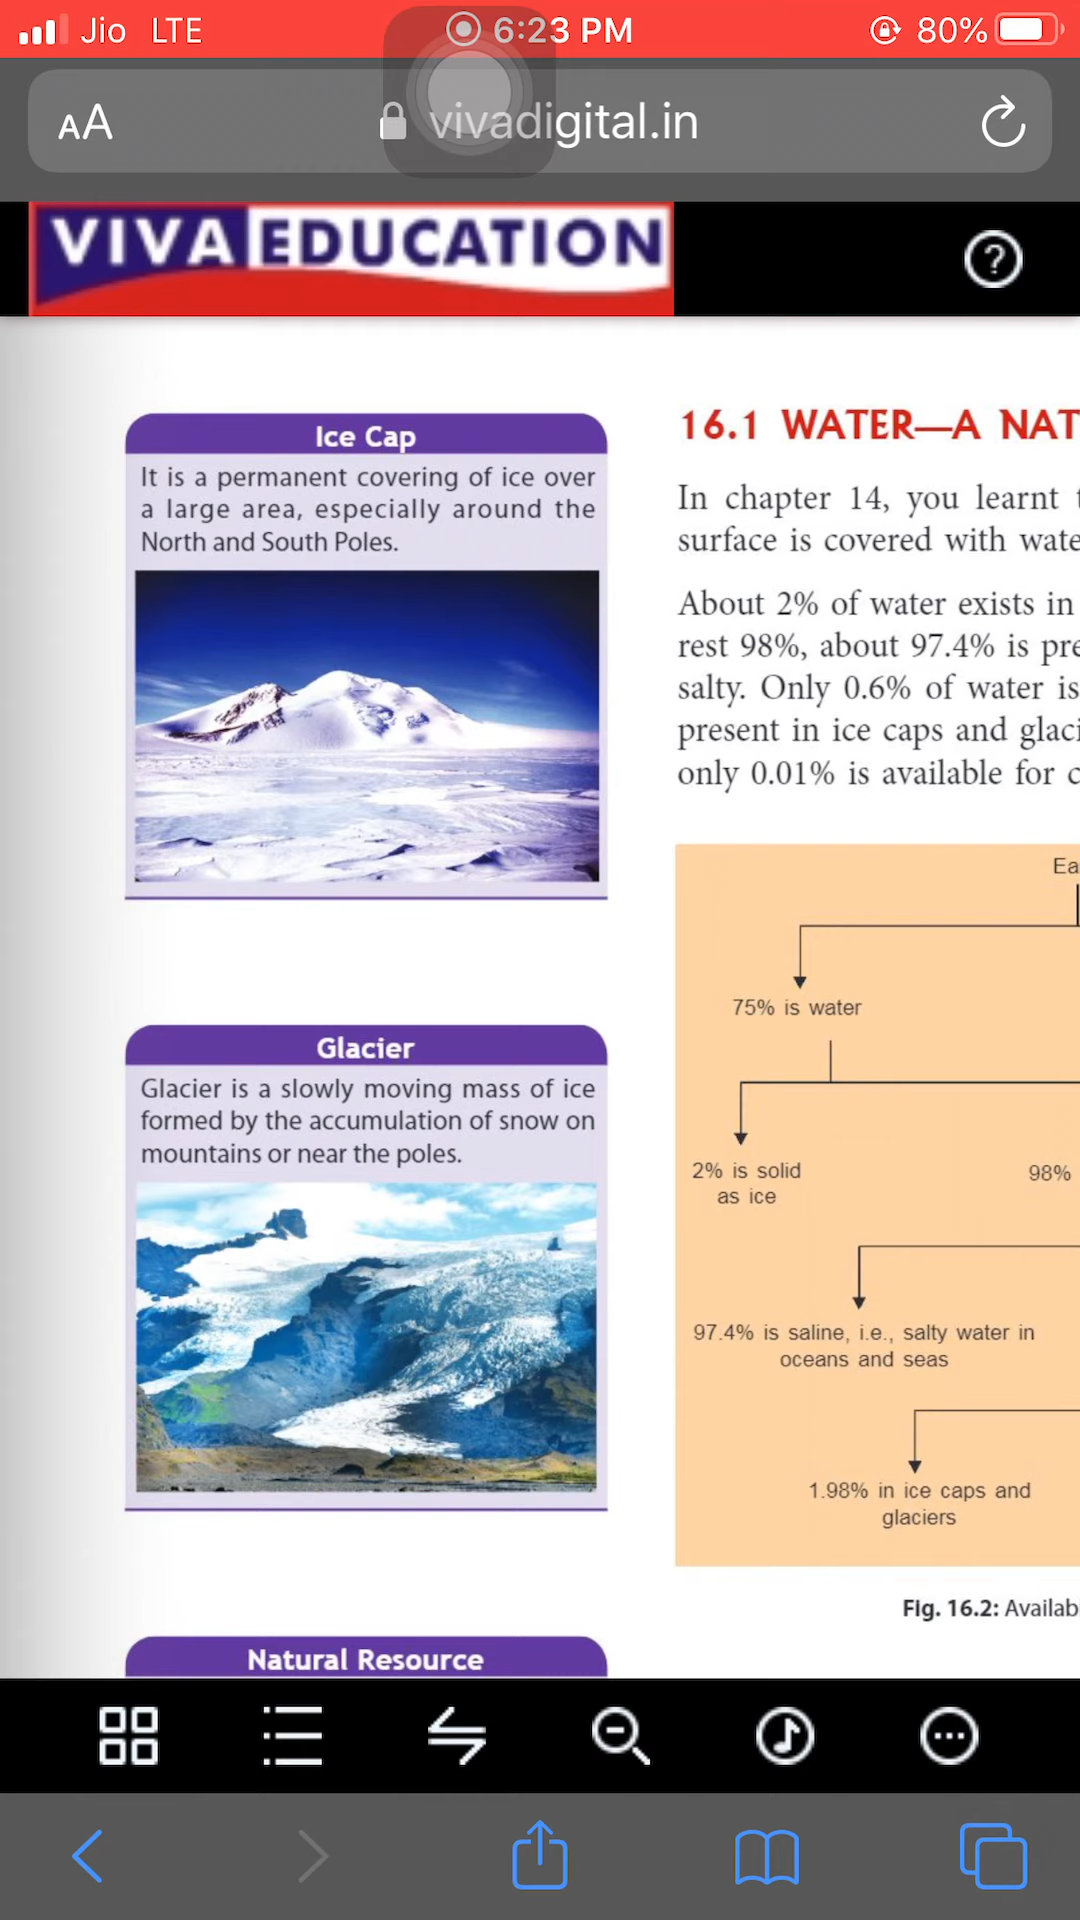 Jio LTE 6:23 PM 80%
AA vivadigital.in
VIVA EDUCATION
?
Ice Cap
It is a permanent covering of ice over
a large area, especially around the
North and South Poles.
Glacier
Glacier is a slowly moving mass of ice
formed by the accumulation of snow on
mountains or near the poles.
Natural Resource
16.1 WATER—A NAT
In chapter 14, you learnt t
surface is covered with wate
About 2% of water exists in
rest 98%, about 97.4% is pre
salty. Only 0.6% of water is
present in ice caps and glaci
only 0.01% is available for c
Ea
75% is water
2% is solid
as ice
98%
97.4% is saline, i.e., salty water in
oceans and seas
1.98% in ice caps and
glaciers
Fig. 16.2: Availab